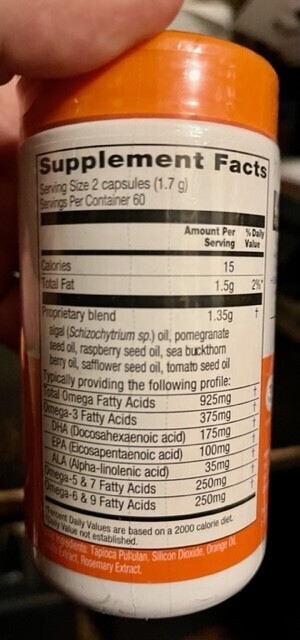 Supplement Facts
Serving Size 2 capsules (1.7 g)
Servings Per Container 60
Amount Per Serving % Daily Value
Calories 15
Total Fat 1.5g 2%*
Proprietary blend 1.35g †
algal (Schizochytrium sp.) oil, pomegranate
seed oil, raspberry seed oil, sea buckthorn
berry oil, safflower seed oil, tomato seed oil
Typically providing the following profile:
Total Omega Fatty Acids 925mg †
Omega-3 Fatty Acids 375mg †
DHA (Docosahexaenoic acid) 175mg †
EPA (Eicosapentaenoic acid) 100mg †
ALA (Alpha-linolenic acid) 35mg †
Omega-5 & 7 Fatty Acids 250mg †
Omega-6 & 9 Fatty Acids 250mg †
*Percent Daily Values are based on a 2000 calorie diet.
Daily Value not established.
Tapioca Pullulan, Silicon Dioxide, Orange Oil,
Extract, Rosemary Extract.